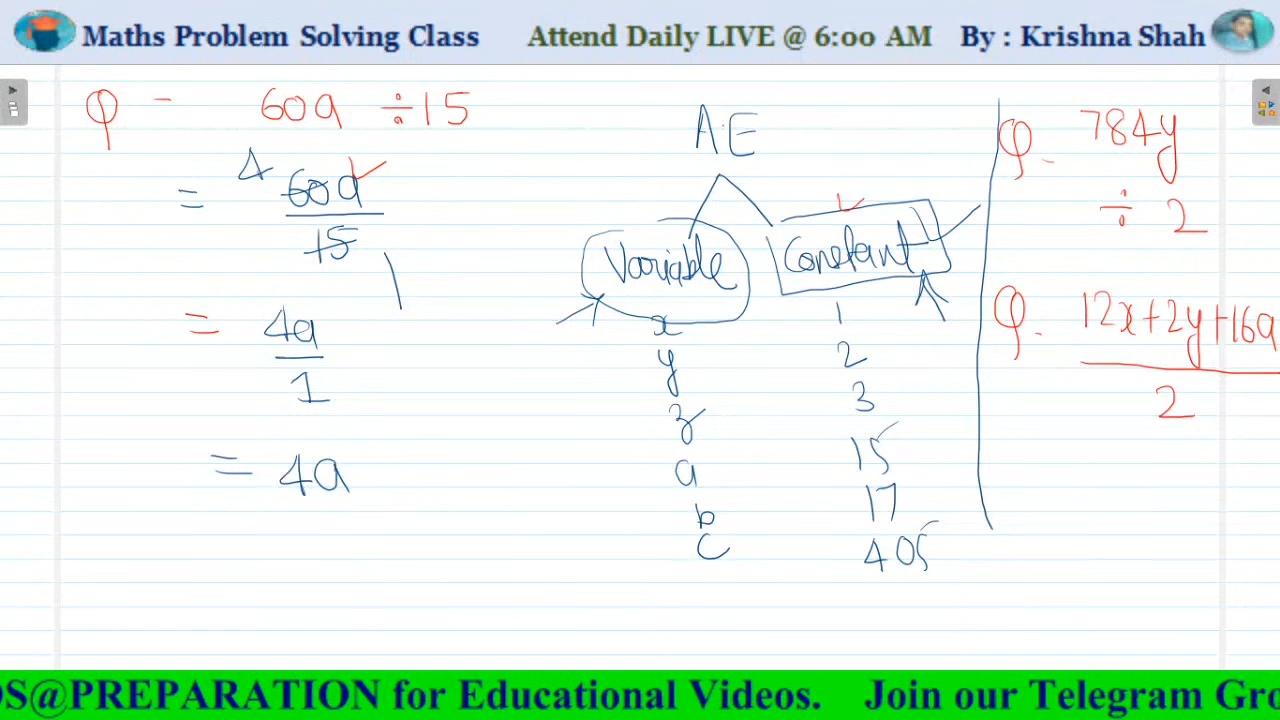 Maths Problem Solving Class Attend Daily LIVE @ 6:00 AM By : Krishna Shah
Q - 60a ÷ 15
= 4 60a
15
= 4a
1
= 4a
A.E
Variable Constant
x 1
y 2
z 3
a 15
b 17
c 405
Q - 784y
÷ 2
Q. 12x+2y+16a
2
OS@PREPARATION for Educational Videos. Join our Telegram Gro